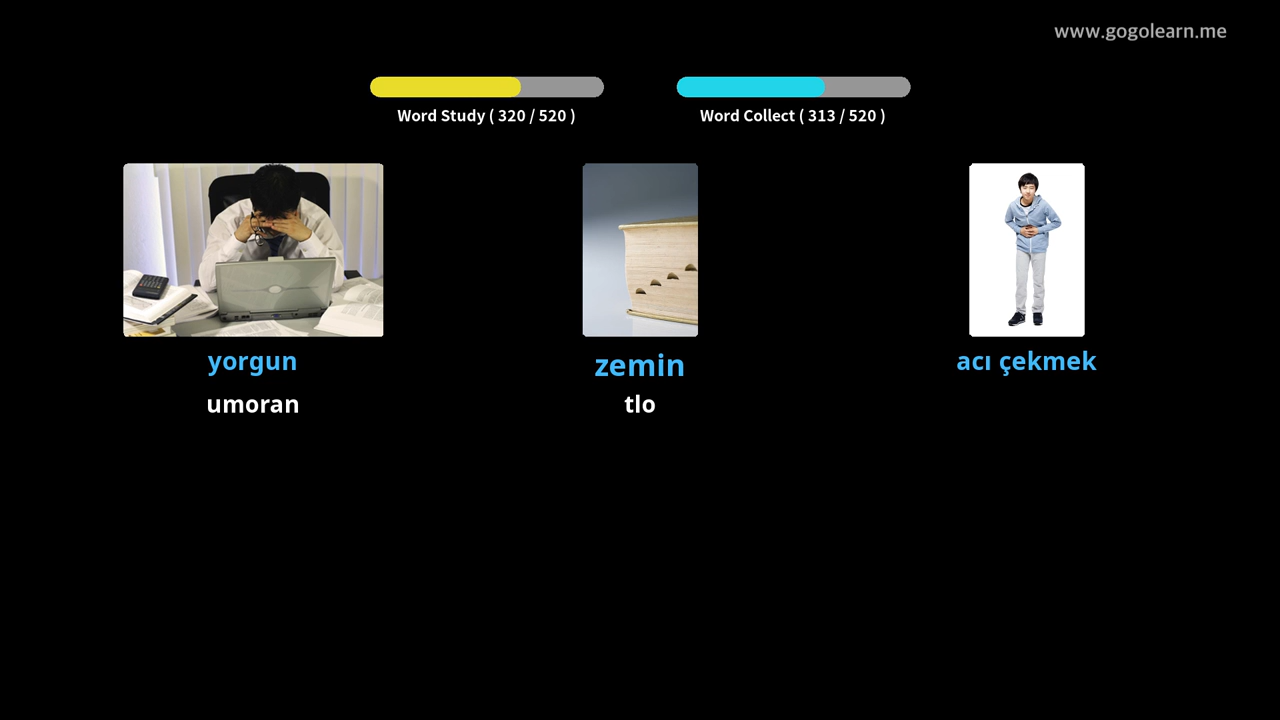 www.gogolearn.me
Word Study ( 320 / 520 )
Word Collect ( 313 / 520 )
yorgun
zemin
acı çekmek
umoran
tlo